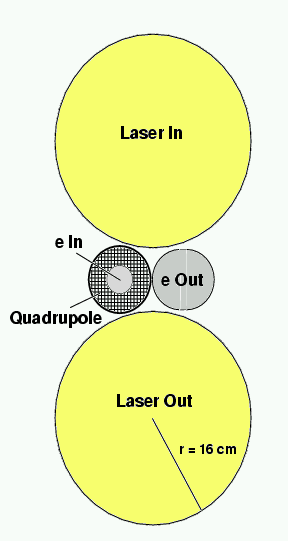 Laser In
e In
e Out
Quadrupole
Laser Out
r = 16 cm